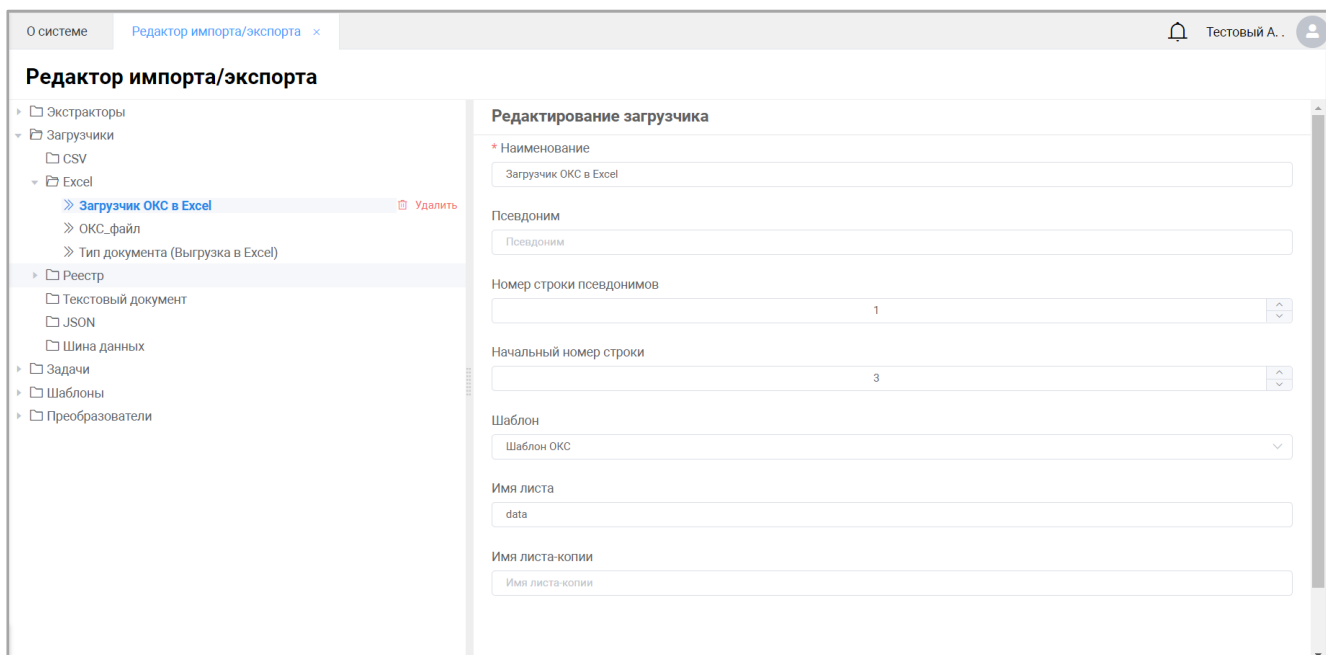 О системе
Редактор импорта/экспорта ×
Тестовый А. .
Редактор импорта/экспорта
Экстракторы
Загрузчики
CSV
Excel
Загрузчик ОКС в Excel
Удалить
ОКС_файл
Тип документа (Выгрузка в Excel)
Реестр
Текстовый документ
JSON
Шина данных
Задачи
Шаблоны
Преобразователи
Редактирование загрузчика
* Наименование
Загрузчик ОКС в Excel
Псевдоним
Псевдоним
Номер строки псевдонимов
1
Начальный номер строки
3
Шаблон
Шаблон ОКС
Имя листа
data
Имя листа-копии
Имя листа-копии